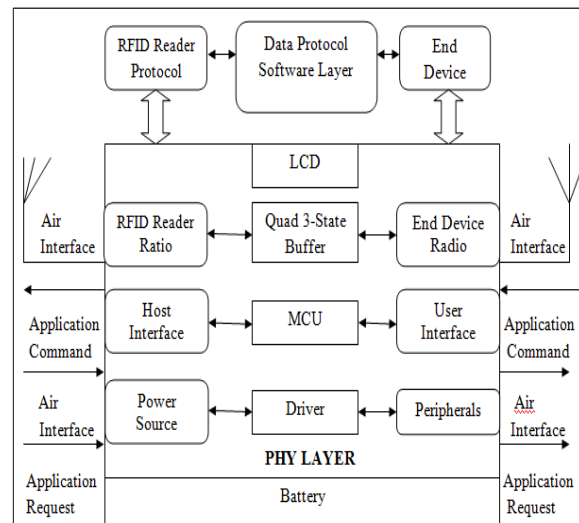 RFID Reader
Protocol
Data Protocol
Software Layer
End
Device
LCD
Air
Interface
RFID Reader
Ratio
Quad 3-State
Buffer
End Device
Radio
Air
Interface
Application
Command
Host
Interface
MCU
User
Interface
Application
Command
Air
Interface
Power
Source
Driver
Peripherals
Air
Interface
PHY LAYER
Application
Request
Battery
Application
Request